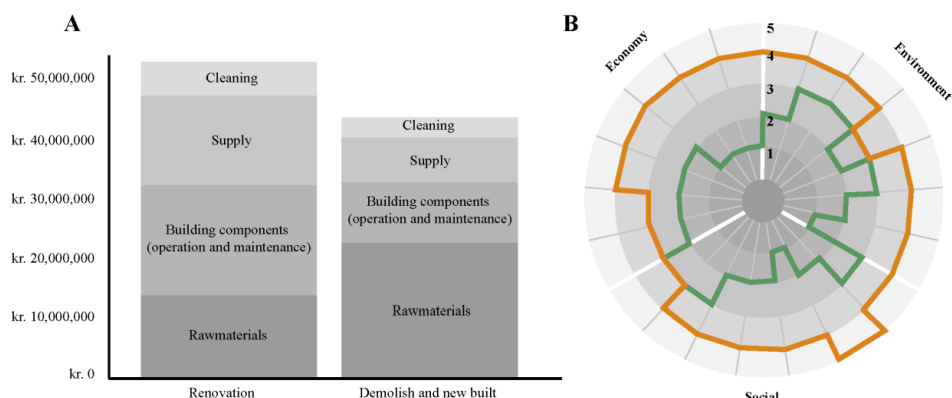 A
kr. 50,000,000
kr. 40,000,000
kr. 30,000,000
kr. 20,000,000
kr. 10,000,000
kr. 0
Cleaning
Supply
Building components
(operation and maintenance)
Rawmaterials
Cleaning
Supply
Building components
(operation and maintenance)
Rawmaterials
Renovation
Demolish and new built
B
Economy
Environment
5
4
3
2
1
Social